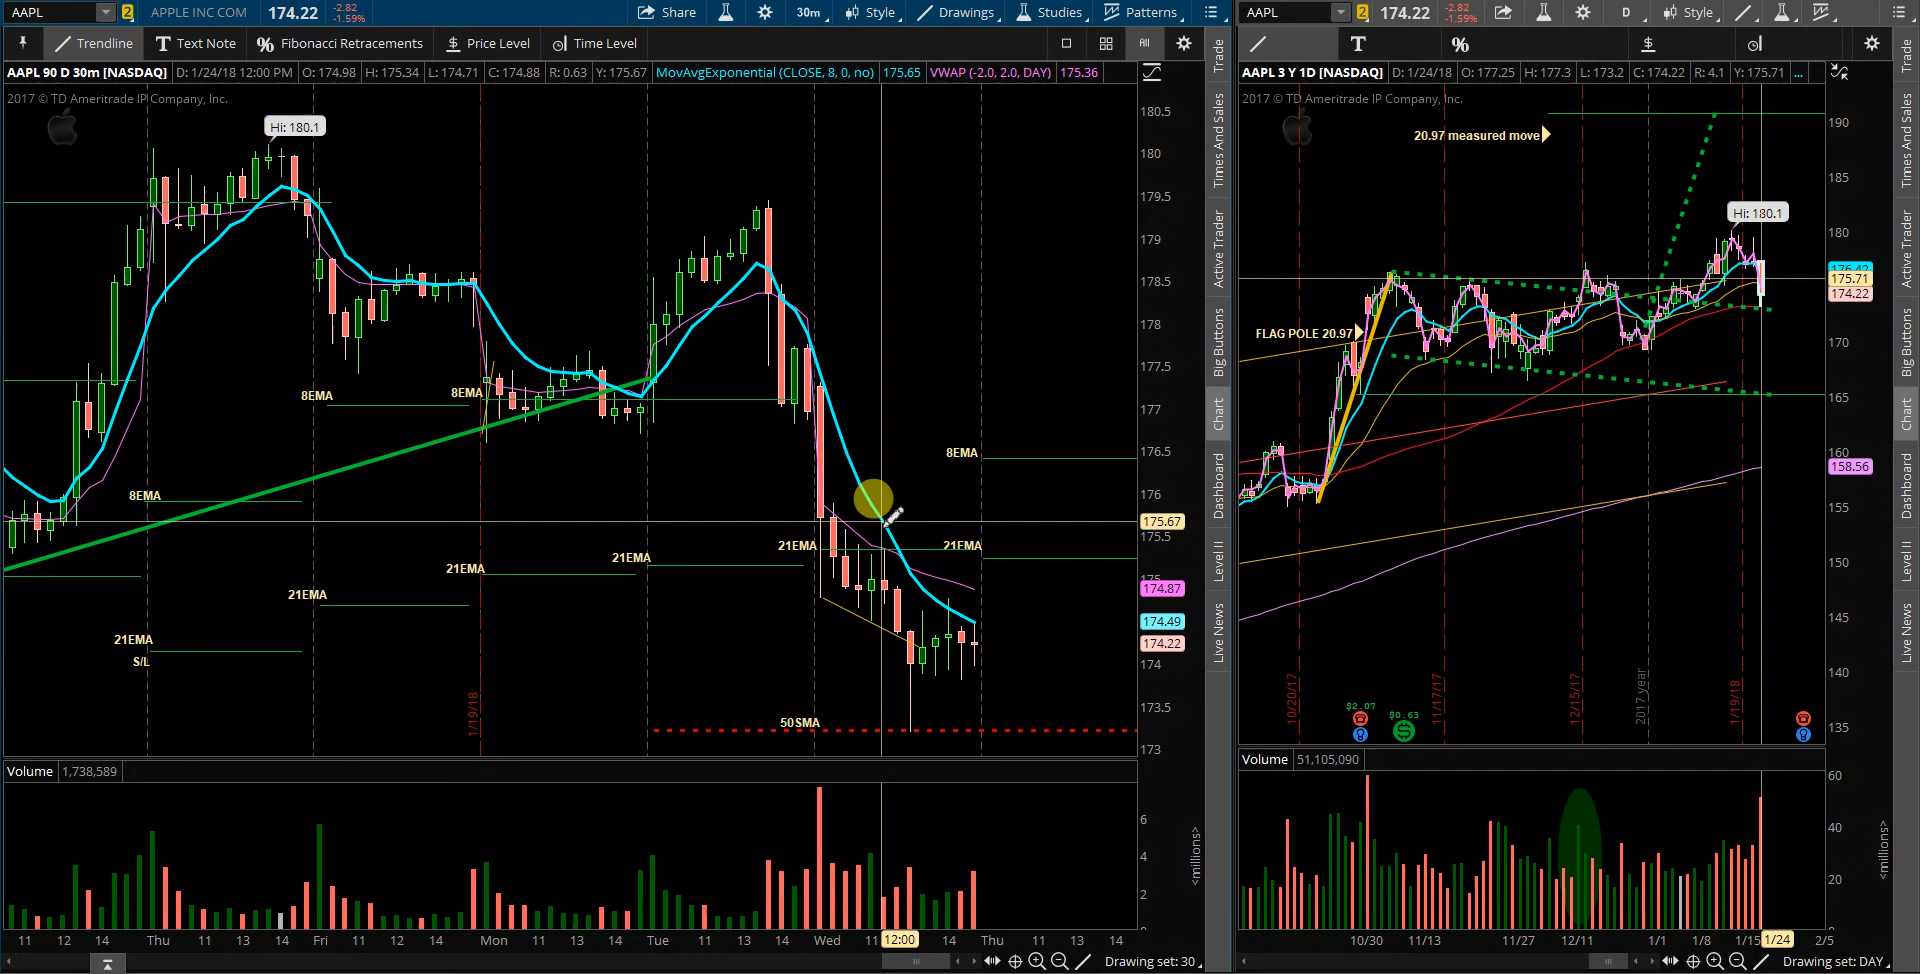 AAPL 2 APPLE INC COM 174.22 -2.82 -1.59% Share 30m Style Drawings Studies Patterns
AAPL 2 174.22 -2.82 -1.59% D Style
Trendline T Text Note % Fibonacci Retracements $ Price Level Time Level All
T % $
AAPL 90 D 30m [NASDAQ] D: 1/24/18 12:00 PM O: 174.98 H: 175.34 L: 174.71 C: 174.88 R: 0.63 Y: 175.67 MovAvgExponential (CLOSE, 8, 0, no) 175.65 VWAP (-2.0, 2.0, DAY) 175.36
AAPL 3 Y 1D [NASDAQ] D: 1/24/18 O: 177.25 H: 177.3 L: 173.2 C: 174.22 R: 4.1 Y: 175.71 ...
2017 © TD Ameritrade IP Company, Inc.
2017 © TD Ameritrade IP Company, Inc.
Hi: 180.1
8EMA
8EMA
8EMA
8EMA
21EMA
21EMA
21EMA
21EMA
21EMA
21EMA
S/L
50SMA
1/19/18
180.5
180
179.5
179
178.5
178
177.5
177
176.5
176
175.67
175.5
175
174.87
174.49
174.22
174
173.5
173
Volume 1,738,589
6
4
2
<millions>
11 12 14 Thu 11 13 14 Fri 11 12 14 Mon 11 13 14 Tue 11 13 14 Wed 11 12:00 14 Thu 11 13 14
Drawing set: 30
Trade
Times And Sales
Active Trader
Big Buttons
Chart
Dashboard
Level II
Live News
20.97 measured move
Hi: 180.1
FLAG POLE 20.97
190
185
180
176.42
175.71
174.22
170
165
160
158.56
155
150
145
140
135
10/20/17
11/17/17
12/15/17
2017 year
1/19/18
$2.07
$0.63
$
Volume 51,105,090
60
40
20
<millions>
10/30 11/13 11/27 12/11 1/1 1/8 1/15 1/24 2/5
Drawing set: DAY
Trade
Times And Sales
Active Trader
Big Buttons
Chart
Dashboard
Level II
Live News